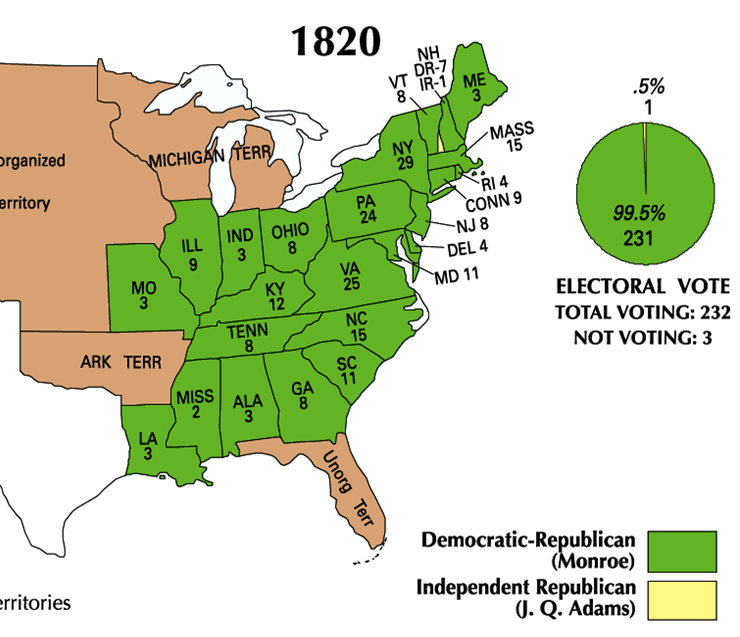 1820
NH
DR-7
IR-1
VT
8
ME
3
.5%
1
MASS
15
organized
erritory
MICHIGAN TERR
NY
29
RI 4
CONN 9
PA
24
NJ 8
DEL 4
MD 11
99.5%
231
ILL
9
IND
3
OHIO
8
ELECTORAL VOTE
TOTAL VOTING: 232
NOT VOTING: 3
MO
3
KY
12
VA
25
TENN
8
NC
15
ARK TERR
SC
11
MISS
2
ALA
3
GA
8
LA
3
Unorg Terr
Democratic-Republican
(Monroe)
Independent Republican
(J. Q. Adams)
erritories